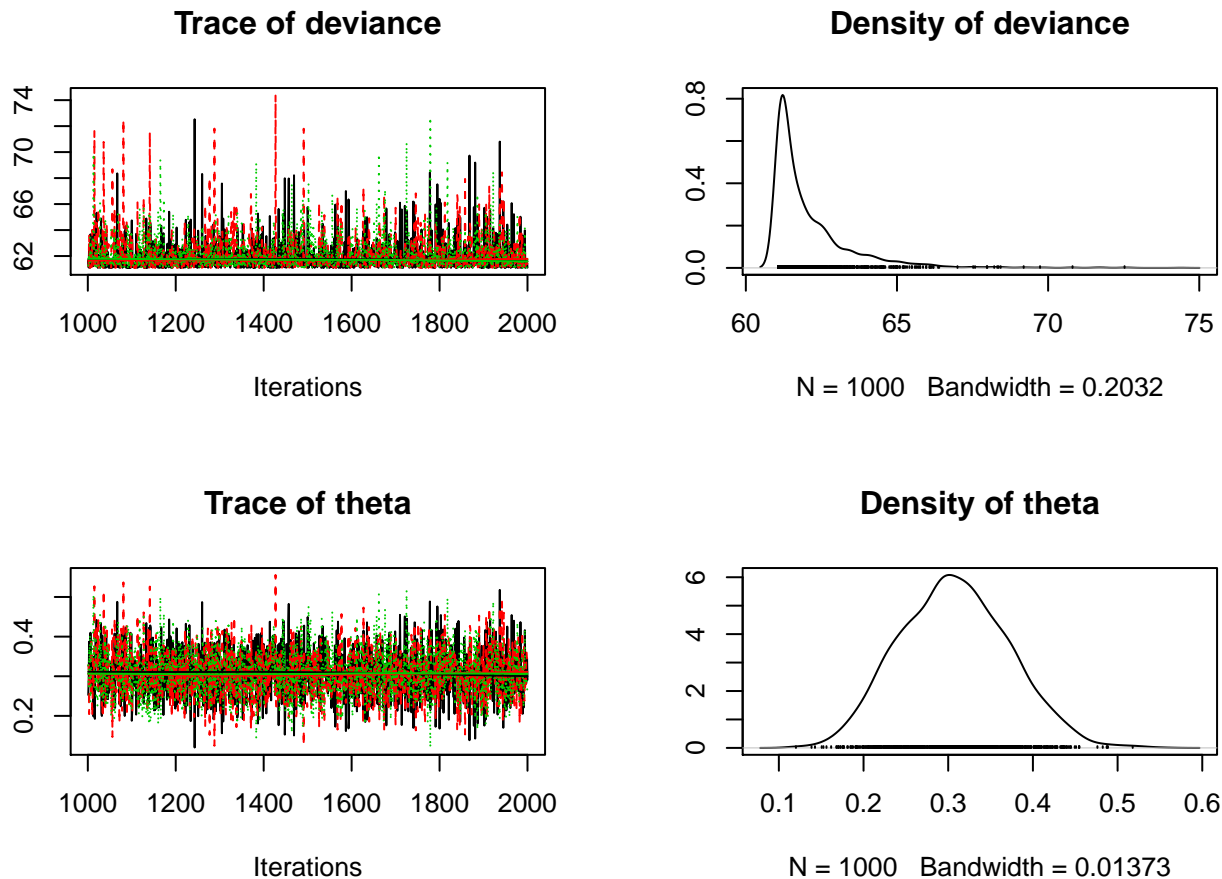 Trace of deviance
74
70
66
62
1000 1200 1400 1600 1800 2000
Iterations
Density of deviance
0.8
0.4
0.0
60 65 70 75
N = 1000 Bandwidth = 0.2032
Trace of theta
0.4
0.2
1000 1200 1400 1600 1800 2000
Iterations
Density of theta
6
4
2
0
0.1 0.2 0.3 0.4 0.5 0.6
N = 1000 Bandwidth = 0.01373